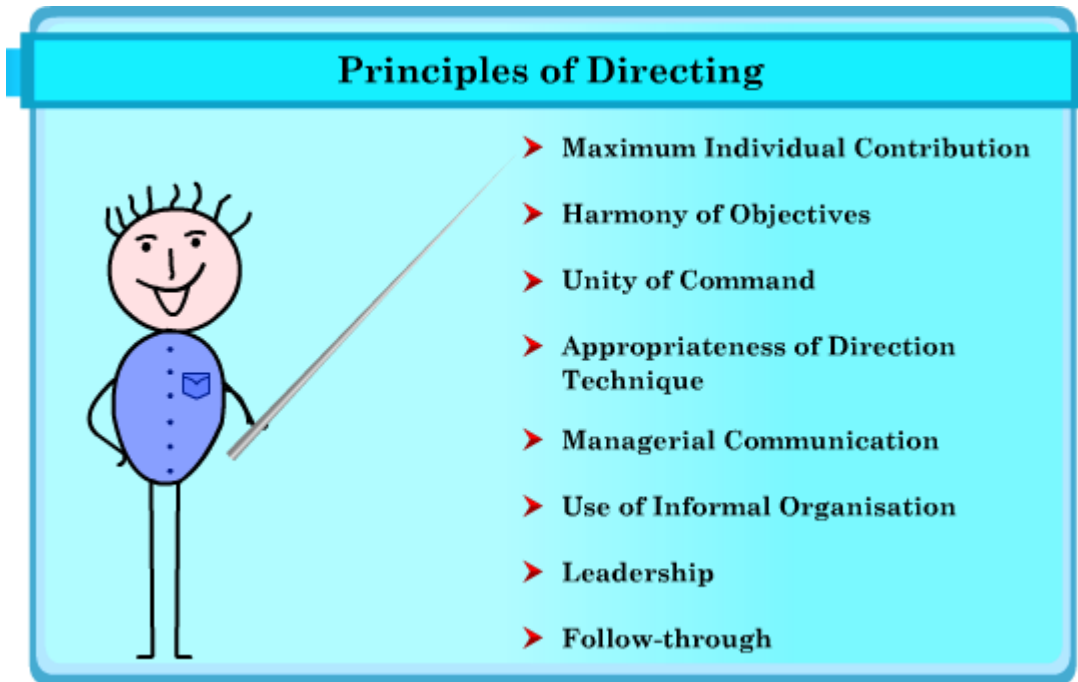 Principles of Directing
Maximum Individual Contribution
Harmony of Objectives
Unity of Command
Appropriateness of Direction
Technique
Managerial Communication
Use of Informal Organisation
Leadership
Follow-through